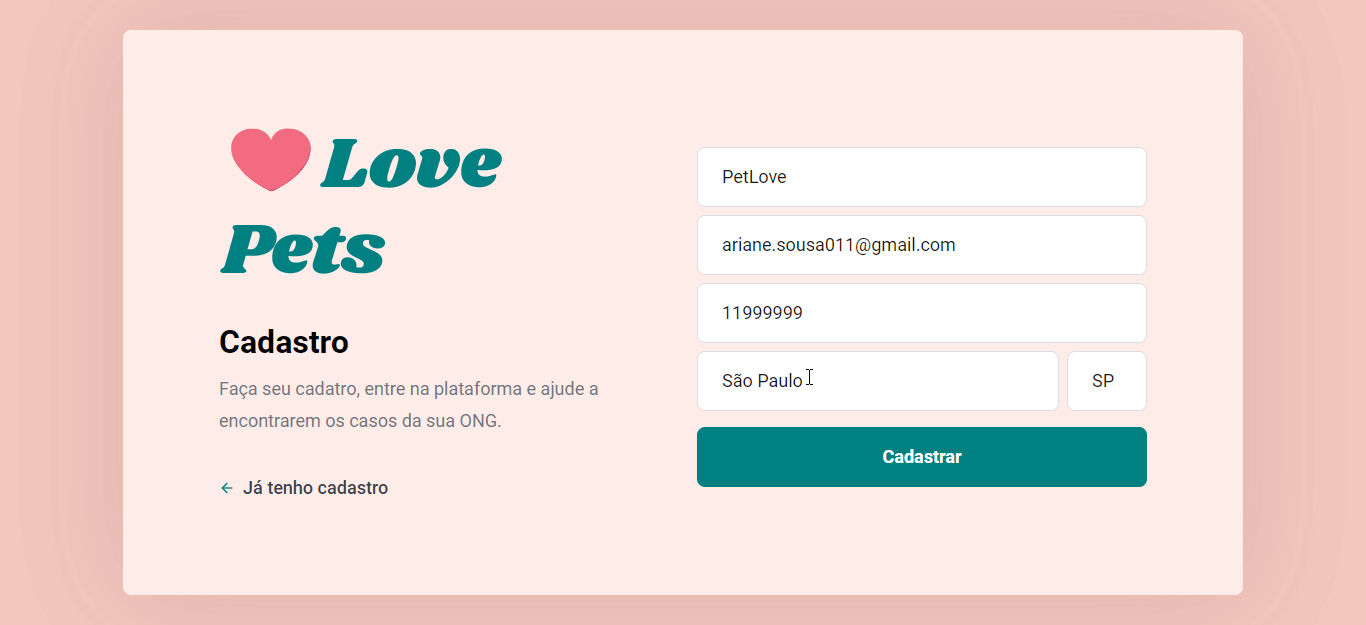 Love
Pets
Cadastro
Faça seu cadatro, entre na plataforma e ajude a
encontrarem os casos da sua ONG.
Já tenho cadastro
PetLove
ariane.sousa011@gmail.com
11999999
São Paulo
SP
Cadastrar